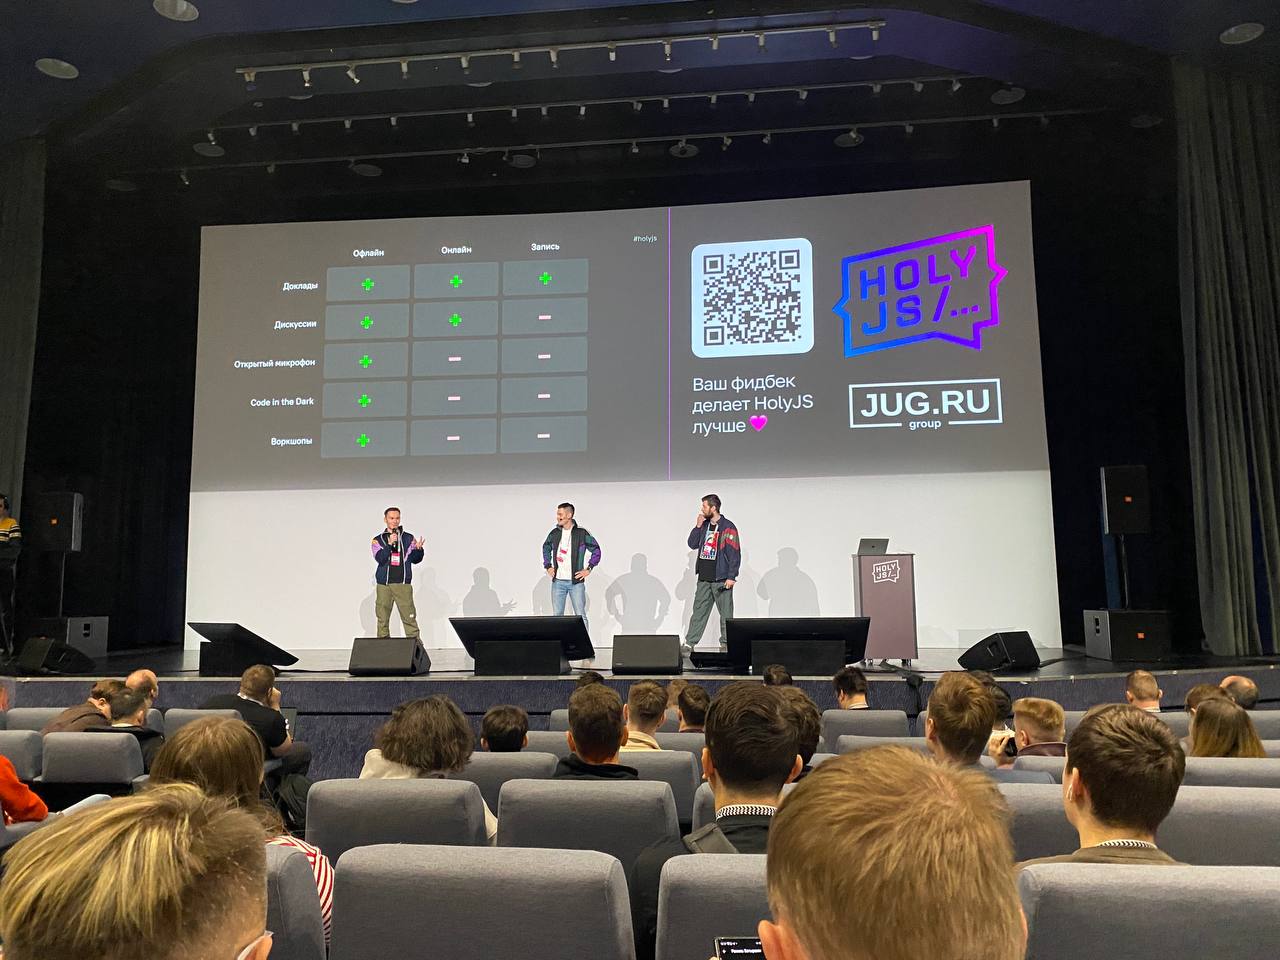 #holyjs
Офлайн Онлайн Запись
Доклады
Дискуссии
Открытый микрофон
Code in the Dark
Воркшопы
Ваш фидбек
делает HolyJS
лучше
HOLY
JS/...
JUG.RU
group
HOLY
JS/...